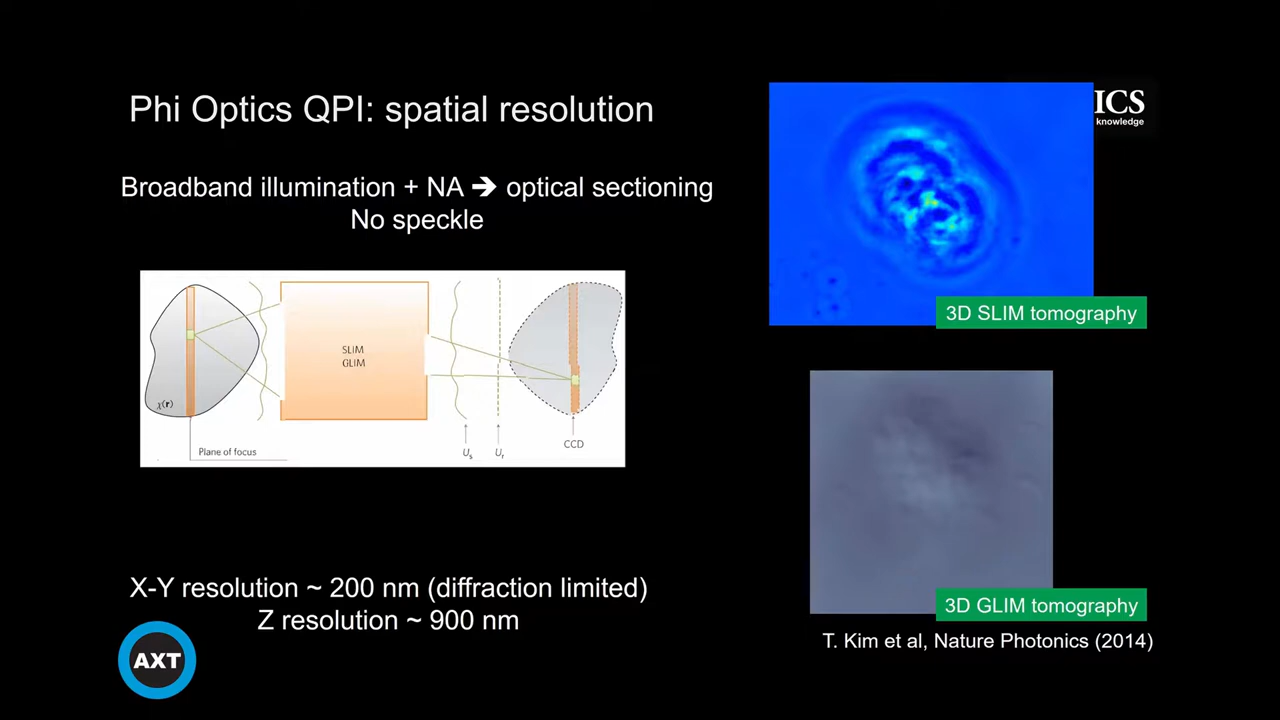 Phi Optics QPI: spatial resolution
ICS
knowledge
Broadband illumination + NA ➔ optical sectioning
No speckle
3D SLIM tomography
SLIM
GLIM
χ(r)
Plane of focus
Us
Ur
CCD
3D GLIM tomography
X-Y resolution ~ 200 nm (diffraction limited)
Z resolution ~ 900 nm
T. Kim et al, Nature Photonics (2014)
AXT